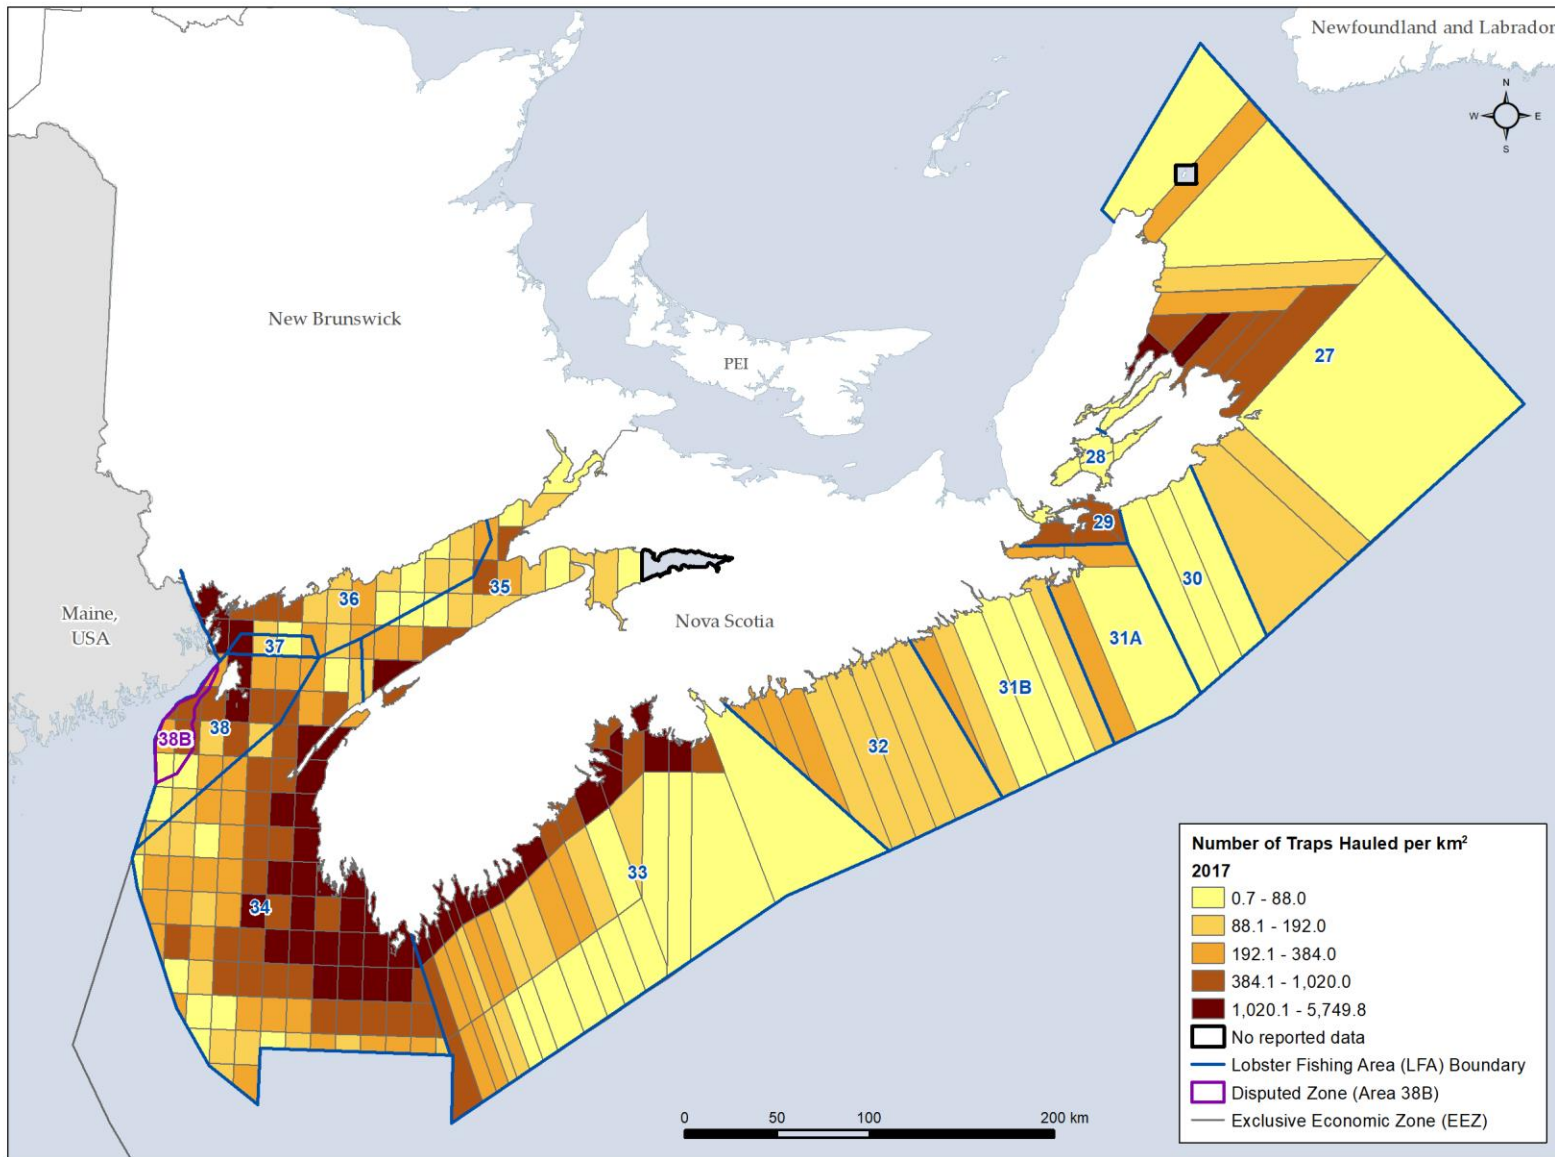 Newfoundland and Labrador
N
W E
S
New Brunswick
PEI
27
28
29
30
35
36
Nova Scotia
Maine,
USA
37
31A
31B
38
38B
32
33
34
Number of Traps Hauled per km²
2017
0.7 - 88.0
88.1 - 192.0
192.1 - 384.0
384.1 - 1,020.0
1,020.1 - 5,749.8
No reported data
Lobster Fishing Area (LFA) Boundary
Disputed Zone (Area 38B)
Exclusive Economic Zone (EEZ)
0 50 100 200 km